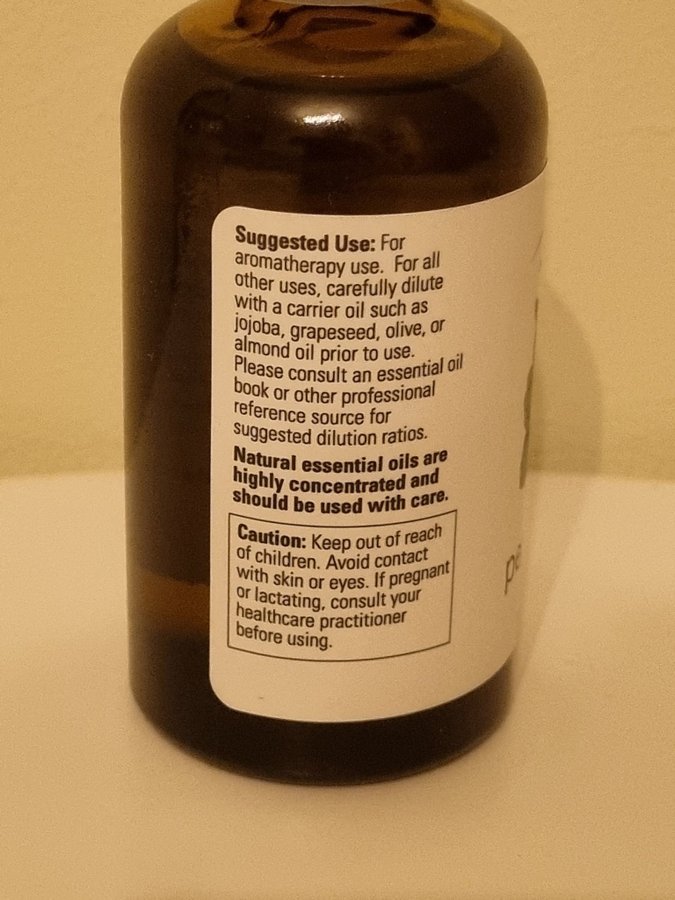 Suggested Use: For
aromatherapy use. For all
other uses, carefully dilute
with a carrier oil such as
jojoba, grapeseed, olive, or
almond oil prior to use.
Please consult an essential oil
book or other professional
reference source for
suggested dilution ratios.
Natural essential oils are
highly concentrated and
should be used with care.
Caution: Keep out of reach
of children. Avoid contact
with skin or eyes. If pregnant
or lactating, consult your
healthcare practitioner
before using.